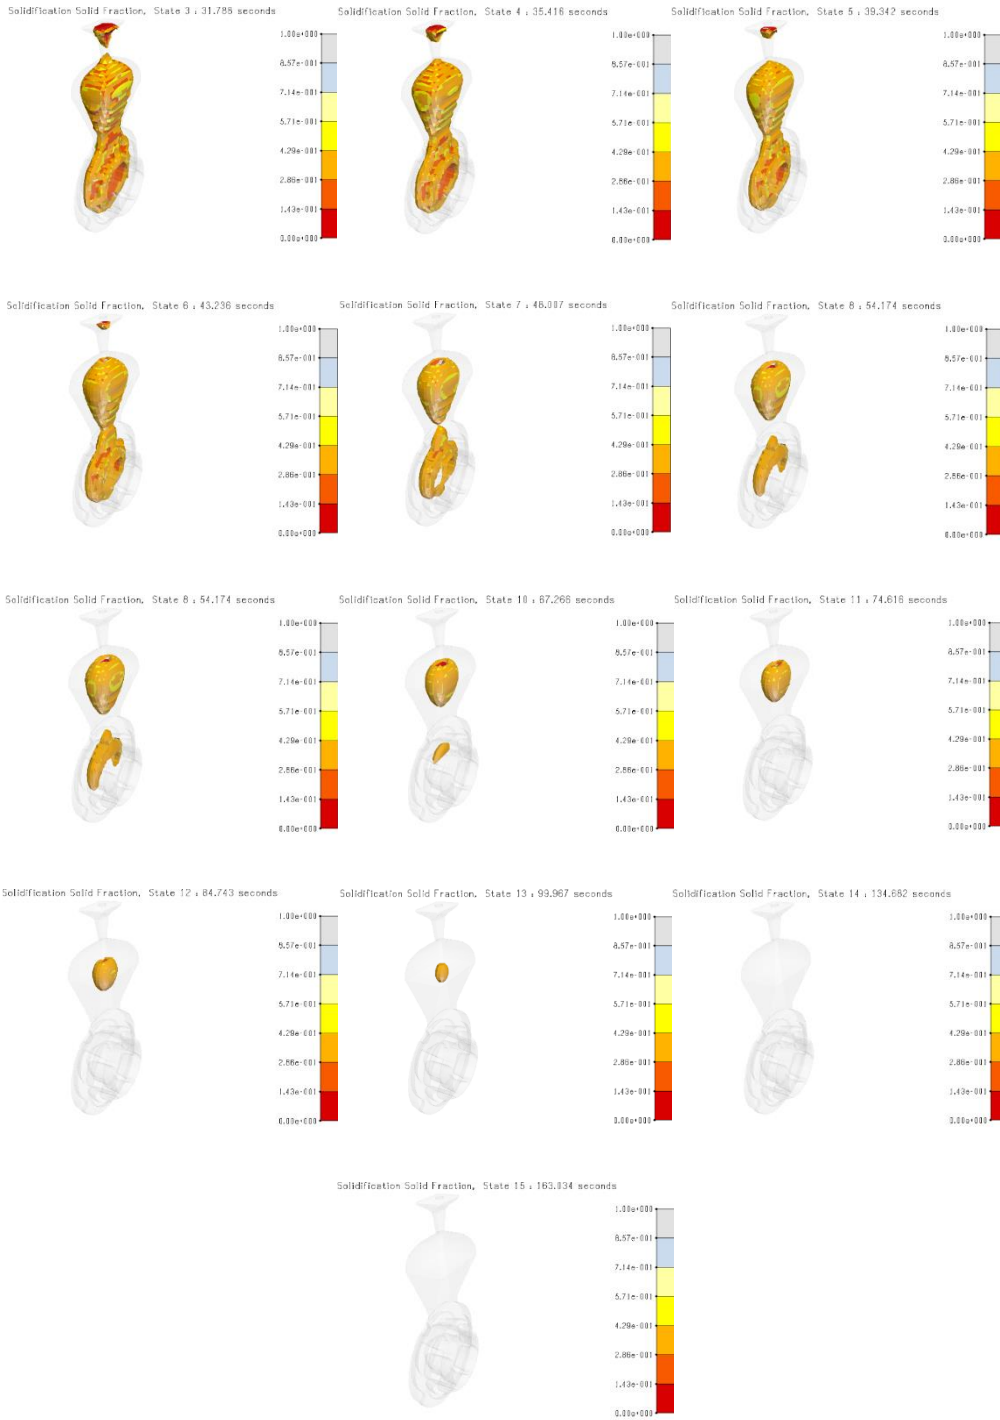 Solidification Solid Fraction, State 3 : 31.786 seconds
1.00e+000
8.57e-001
7.14e-001
5.71e-001
4.29e-001
2.86e-001
1.43e-001
0.00e+000
Solidification Solid Fraction, State 4 : 35.416 seconds
1.00e+000
8.57e-001
7.14e-001
5.71e-001
4.29e-001
2.86e-001
1.43e-001
0.00e+000
Solidification Solid Fraction, State 5 : 39.342 seconds
1.00e+000
8.57e-001
7.14e-001
5.71e-001
4.29e-001
2.86e-001
1.43e-001
0.00e+000
Solidification Solid Fraction, State 6 : 43.236 seconds
1.00e+000
8.57e-001
7.14e-001
5.71e-001
4.29e-001
2.86e-001
1.43e-001
0.00e+000
Solidification Solid Fraction, State 7 : 48.007 seconds
1.00e+000
8.57e-001
7.14e-001
5.71e-001
4.29e-001
2.86e-001
1.43e-001
0.00e+000
Solidification Solid Fraction, State 8 : 54.174 seconds
1.00e+000
8.57e-001
7.14e-001
5.71e-001
4.29e-001
2.86e-001
1.43e-001
0.00e+000
Solidification Solid Fraction, State 8 : 54.174 seconds
1.00e+000
8.57e-001
7.14e-001
5.71e-001
4.29e-001
2.86e-001
1.43e-001
0.00e+000
Solidification Solid Fraction, State 10 : 67.266 seconds
1.00e+000
8.57e-001
7.14e-001
5.71e-001
4.29e-001
2.86e-001
1.43e-001
0.00e+000
Solidification Solid Fraction, State 11 : 74.616 seconds
1.00e+000
8.57e-001
7.14e-001
5.71e-001
4.29e-001
2.86e-001
1.43e-001
0.00e+000
Solidification Solid Fraction, State 12 : 84.743 seconds
1.00e+000
8.57e-001
7.14e-001
5.71e-001
4.29e-001
2.86e-001
1.43e-001
0.00e+000
Solidification Solid Fraction, State 13 : 99.967 seconds
1.00e+000
8.57e-001
7.14e-001
5.71e-001
4.29e-001
2.86e-001
1.43e-001
0.00e+000
Solidification Solid Fraction, State 14 : 134.682 seconds
1.00e+000
8.57e-001
7.14e-001
5.71e-001
4.29e-001
2.86e-001
1.43e-001
0.00e+000
Solidification Solid Fraction, State 15 : 163.034 seconds
1.00e+000
8.57e-001
7.14e-001
5.71e-001
4.29e-001
2.86e-001
1.43e-001
0.00e+000